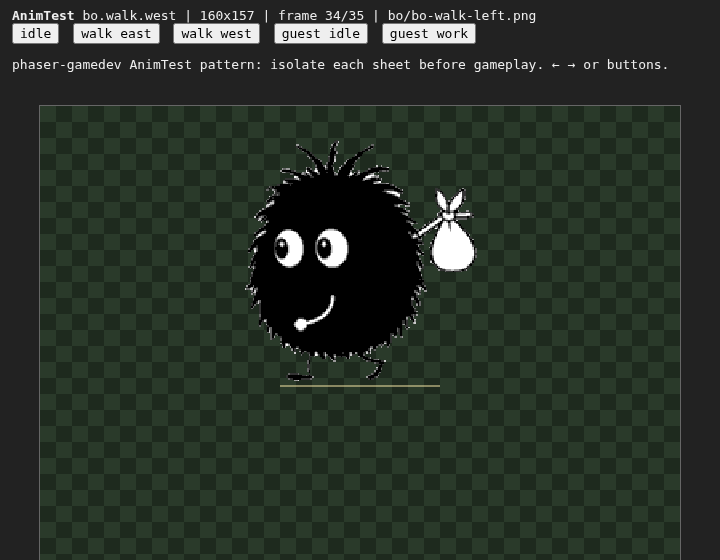 AnimTest bo.walk.west | 160x157 | frame 34/35 | bo/bo-walk-left.png
idle walk east walk west guest idle guest work
phaser-gamedev AnimTest pattern: isolate each sheet before gameplay. ← → or buttons.